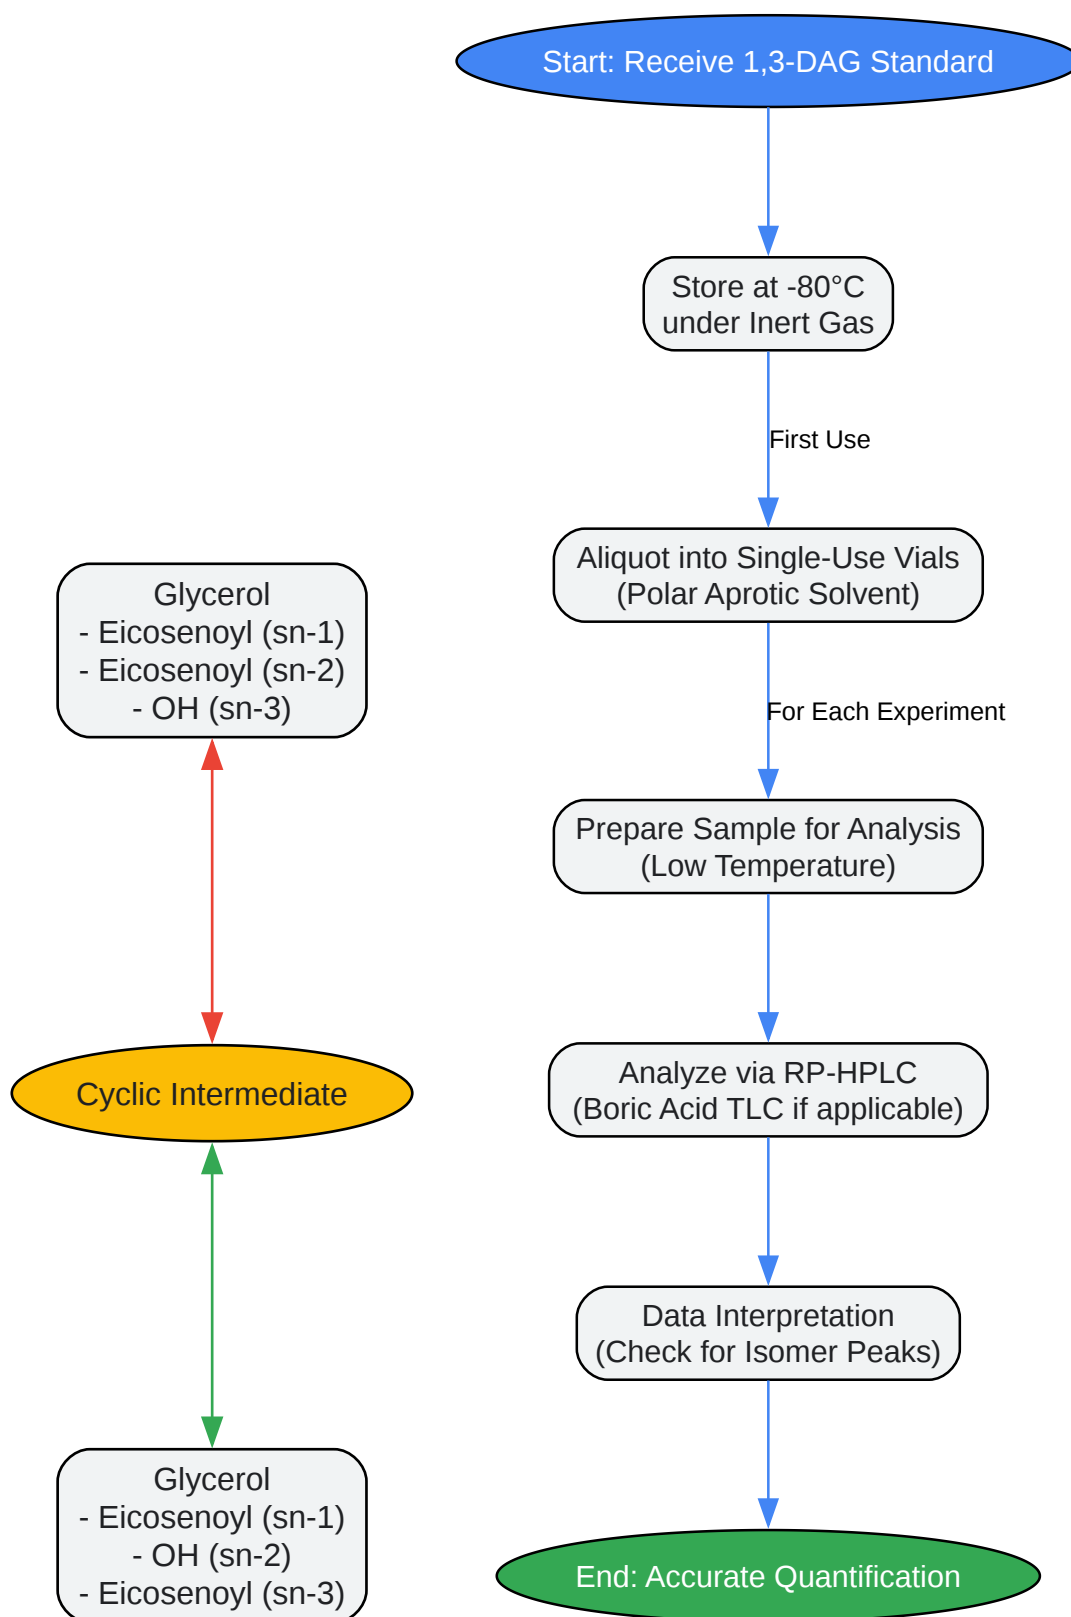 Start: Receive 1,3-DAG Standard
Store at -80°C
under Inert Gas
First Use
Aliquot into Single-Use Vials
(Polar Aprotic Solvent)
For Each Experiment
Prepare Sample for Analysis
(Low Temperature)
Analyze via RP-HPLC
(Boric Acid TLC if applicable)
Data Interpretation
(Check for Isomer Peaks)
End: Accurate Quantification
Glycerol
- Eicosenoyl (sn-1)
- Eicosenoyl (sn-2)
- OH (sn-3)
Cyclic Intermediate
Glycerol
- Eicosenoyl (sn-1)
- OH (sn-2)
- Eicosenoyl (sn-3)